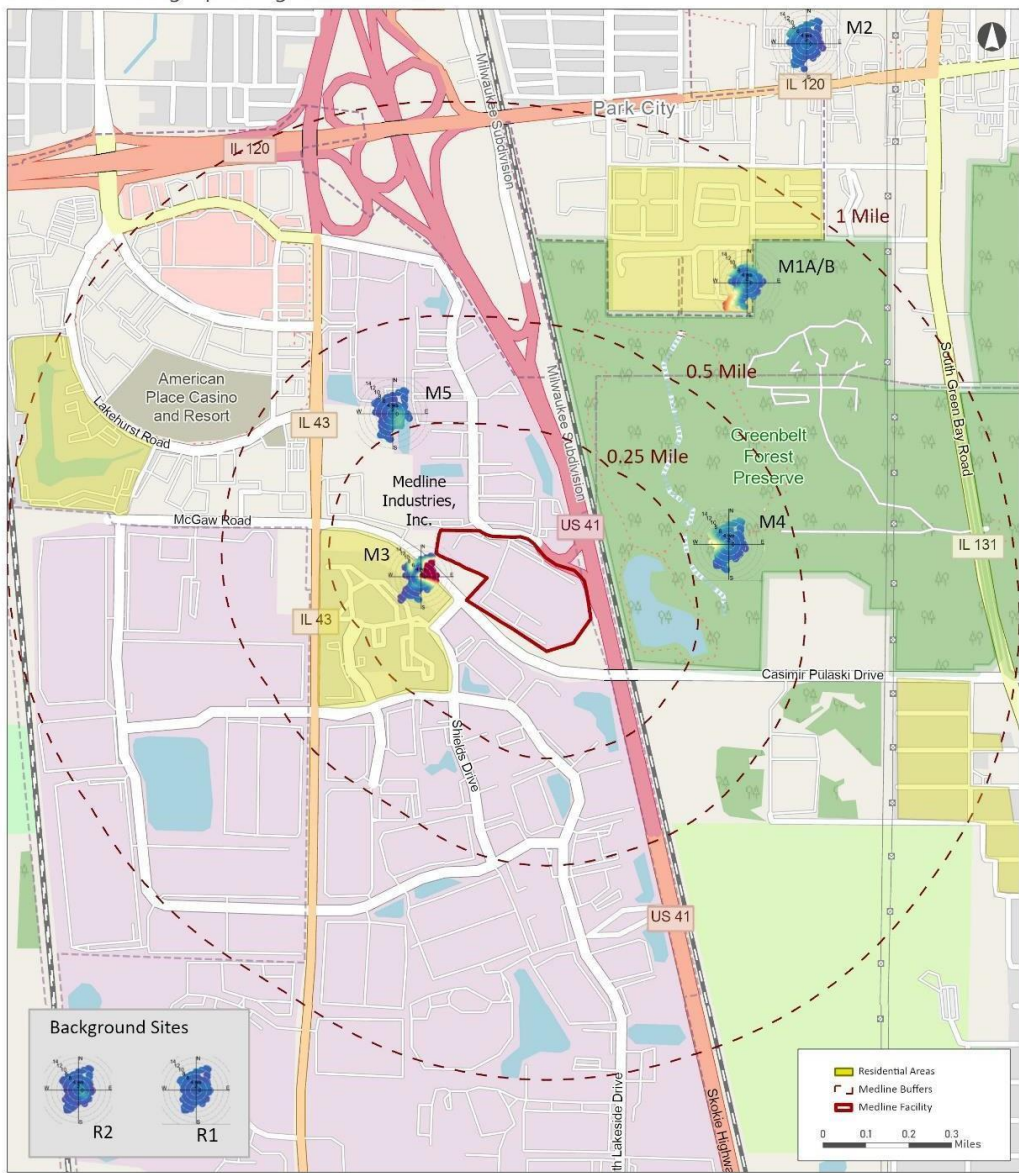 M2
IL 120
Park City
Milwaukee Subdivision
IL 120
1 Mile
M1A/B
South Green Bay Road
0.5 Mile
Milwaukee Subdivision
American
Place Casino
and Resort
M5
IL 43
Lakehurst Road
0.25 Mile
Greenbelt
Forest
Preserve
Medline
Industries,
Inc.
McGaw Road
US 41
M4
IL 131
M3
IL 43
Casimir Pulaski Drive
Shields Drive
US 41
Background Sites
R2
R1
th Lakeside Drive
Skokie Highwa
Residential Areas
Medline Buffers
Medline Facility
0 0.1 0.2 0.3
Miles